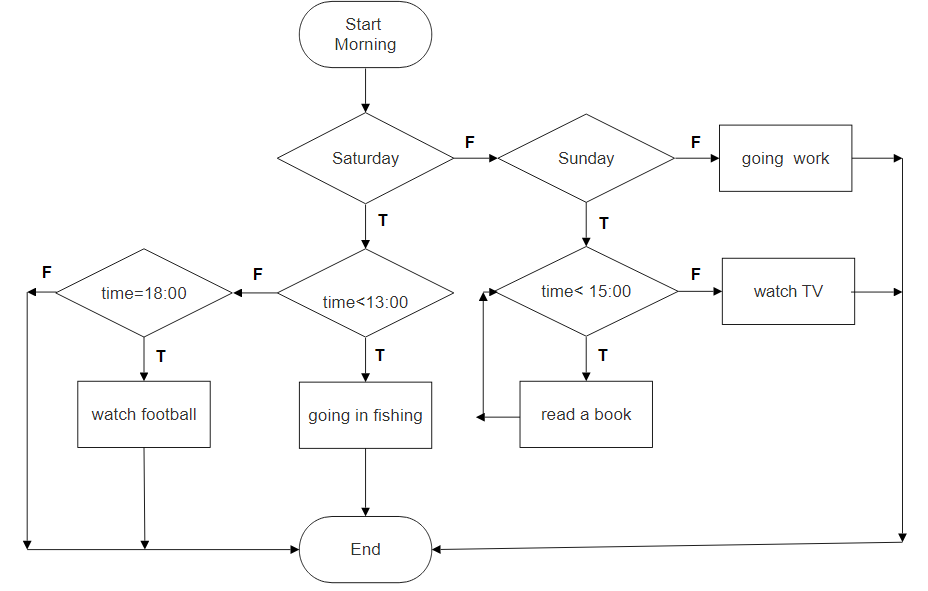 Start
Morning
Saturday
F
Sunday
F
going  work
T
T
F
time=18:00
F
time<13:00
time< 15:00
F
watch TV
T
T
T
watch football
going in fishing
read a book
End